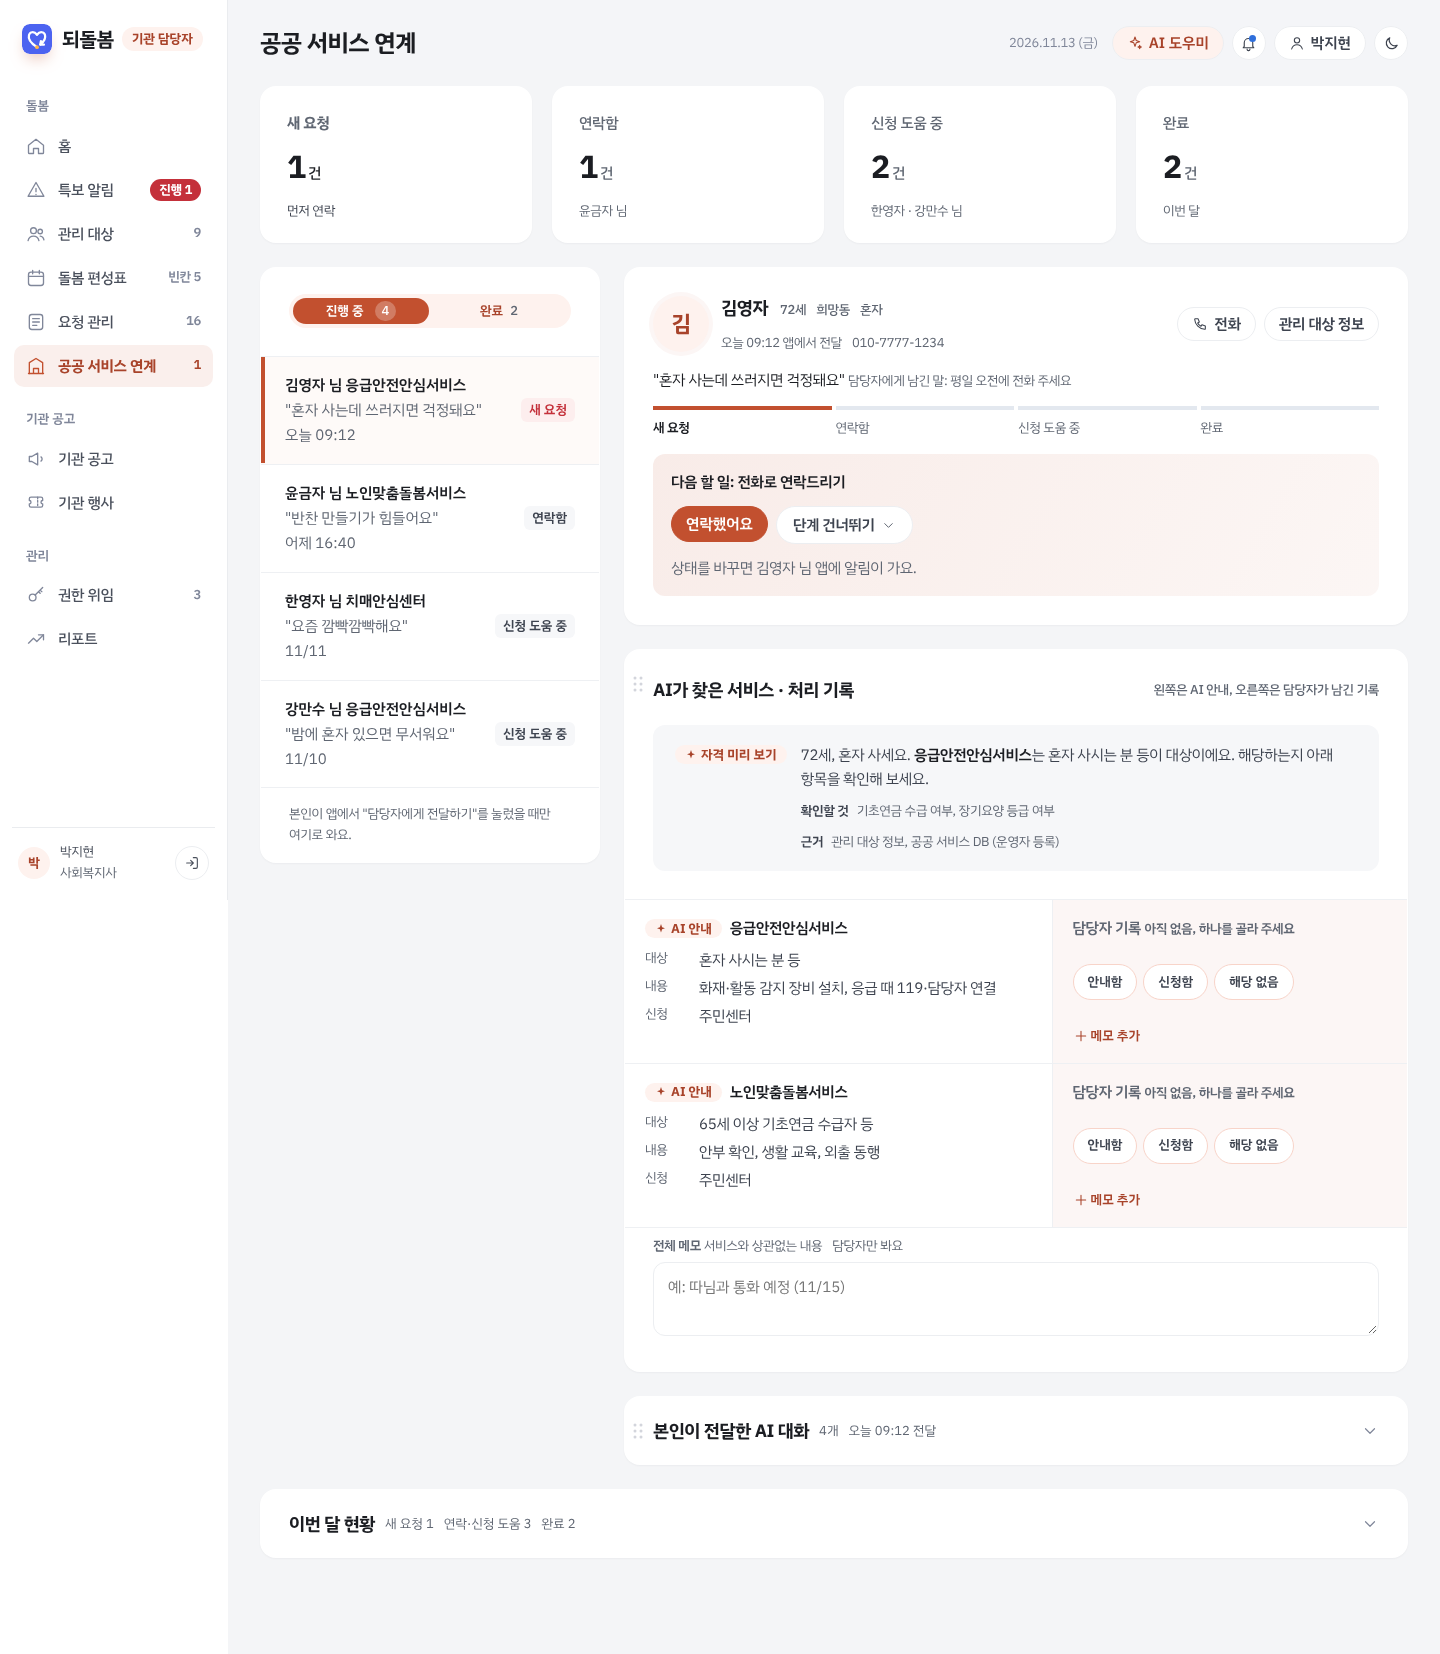 되돌봄 기관 담당자
돌봄
홈
특보 알림 진행 1
관리 대상 9
돌봄 편성표 빈칸 5
요청 관리 16
공공 서비스 연계 1
기관 공고
기관 공고
기관 행사
관리
권한 위임 3
리포트
박 박지현
사회복지사
공공 서비스 연계
2026.11.13 (금) AI 도우미 박지현
새 요청
1건
먼저 연락
연락함
1건
윤금자 님
신청 도움 중
2건
한영자 · 강만수 님
완료
2건
이번 달
진행 중 4 완료 2
김영자 님 응급안전안심서비스
"혼자 사는데 쓰러지면 걱정돼요"
오늘 09:12
새 요청
윤금자 님 노인맞춤돌봄서비스
"반찬 만들기가 힘들어요"
어제 16:40
연락함
한영자 님 치매안심센터
"요즘 깜빡깜빡해요"
11/11
신청 도움 중
강만수 님 응급안전안심서비스
"밤에 혼자 있으면 무서워요"
11/10
신청 도움 중
본인이 앱에서 "담당자에게 전달하기"를 눌렀을 때만
여기로 와요.
김 김영자 72세 희망동 혼자
오늘 09:12 앱에서 전달 010-7777-1234
전화 관리 대상 정보
"혼자 사는데 쓰러지면 걱정돼요" 담당자에게 남긴 말: 평일 오전에 전화 주세요
새 요청 연락함 신청 도움 중 완료
다음 할 일: 전화로 연락드리기
연락했어요 단계 건너뛰기
상태를 바꾸면 김영자 님 앱에 알림이 가요.
AI가 찾은 서비스 · 처리 기록 왼쪽은 AI 안내, 오른쪽은 담당자가 남긴 기록
자격 미리 보기 72세, 혼자 사세요. 응급안전안심서비스는 혼자 사시는 분 등이 대상이에요. 해당하는지 아래
항목을 확인해 보세요.
확인할 것 기초연금 수급 여부, 장기요양 등급 여부
근거 관리 대상 정보, 공공 서비스 DB (운영자 등록)
AI 안내 응급안전안심서비스
대상 혼자 사시는 분 등
내용 화재·활동 감지 장비 설치, 응급 때 119·담당자 연결
신청 주민센터
담당자 기록 아직 없음, 하나를 골라 주세요
안내함 신청함 해당 없음
메모 추가
AI 안내 노인맞춤돌봄서비스
대상 65세 이상 기초연금 수급자 등
내용 안부 확인, 생활 교육, 외출 동행
신청 주민센터
담당자 기록 아직 없음, 하나를 골라 주세요
안내함 신청함 해당 없음
메모 추가
전체 메모 서비스와 상관없는 내용 담당자만 봐요
예: 따님과 통화 예정 (11/15)
본인이 전달한 AI 대화 4개 오늘 09:12 전달
이번 달 현황 새 요청 1 연락·신청 도움 3 완료 2